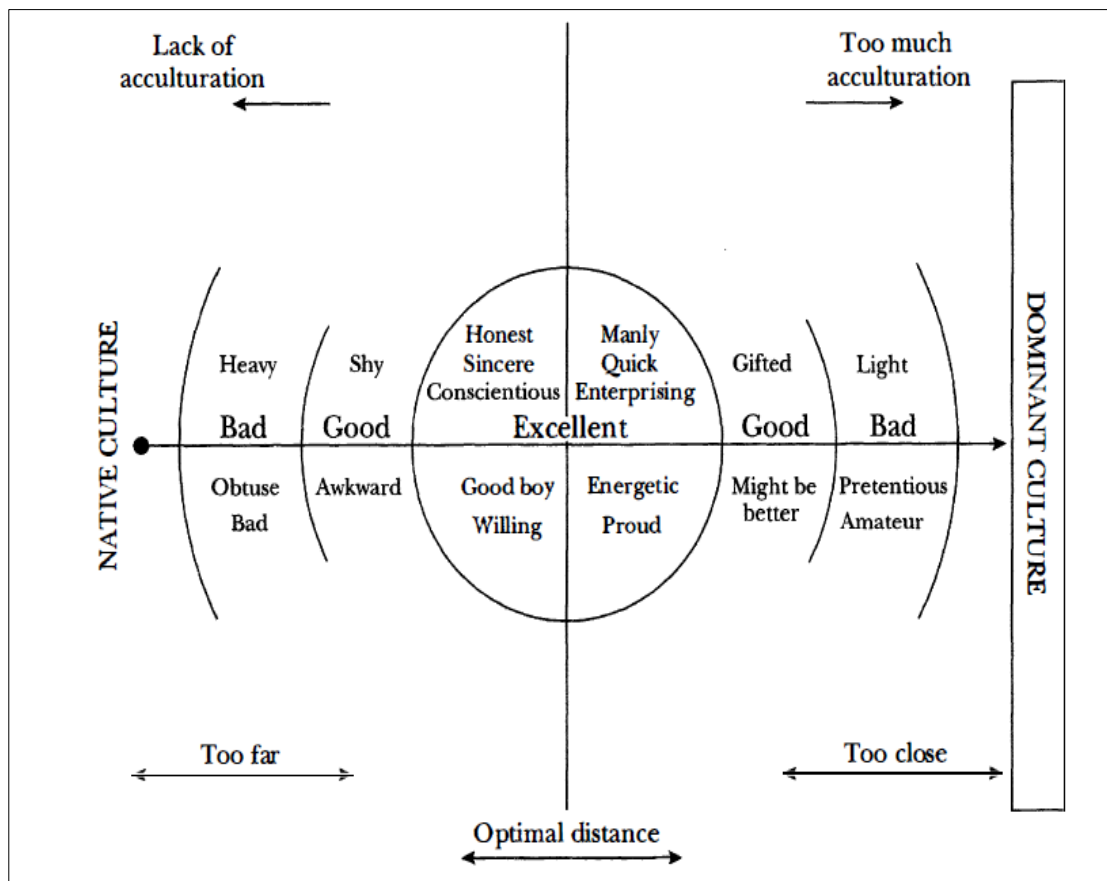 Lack of
acculturation
Too much
acculturation
NATIVE CULTURE
Heavy
Bad
Obtuse
Bad
Shy
Good
Awkward
Honest
Sincere
Conscientious
Manly
Quick
Enterprising
Excellent
Good boy
Willing
Energetic
Proud
Gifted
Good
Might be
better
Light
Bad
Pretentious
Amateur
DOMINANT CULTURE
Too far
Too close
Optimal distance